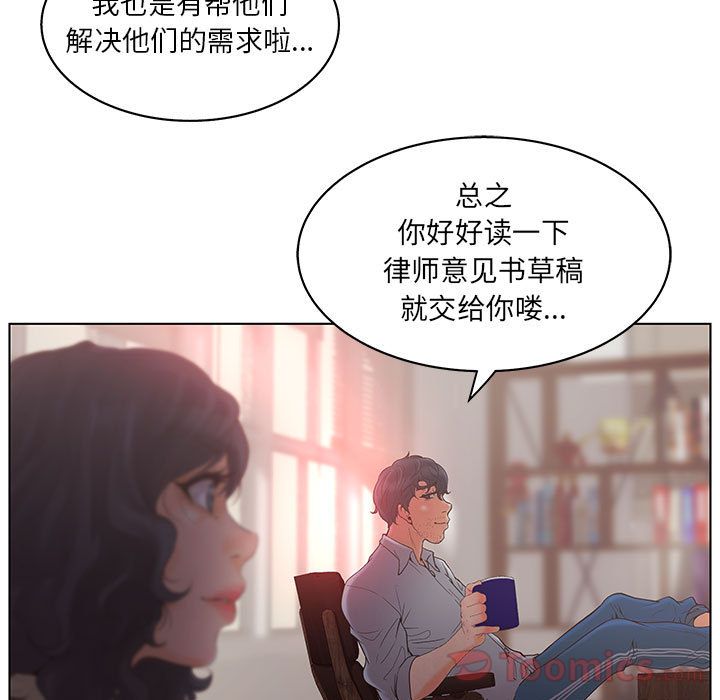 我也是有帮他们
解决他们的需求啦...
总之
你好好读一下
律师意见书草稿
就交给你喽...
Toomics.com